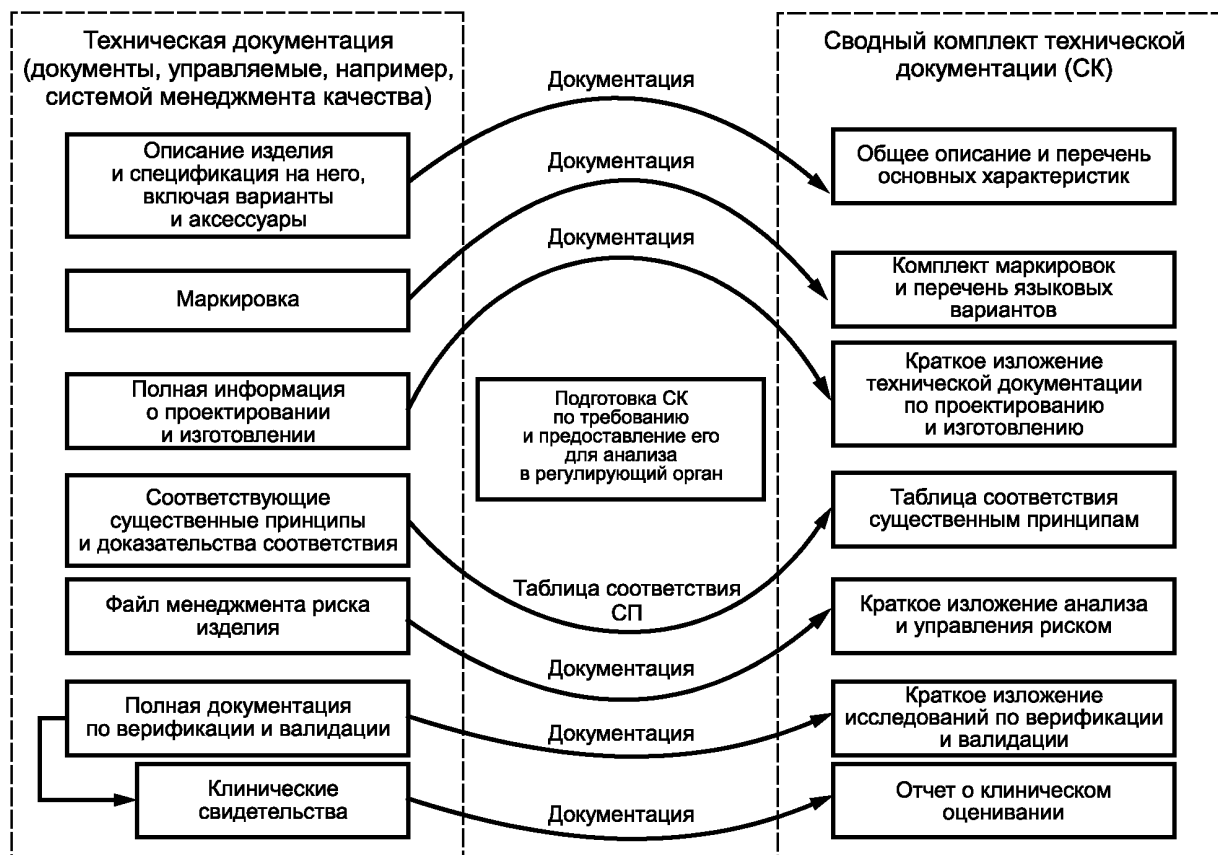 Техническая документация
(документы, управляемые, например,
системой менеджмента качества)
Описание изделия
и спецификация на него,
включая варианты
и аксессуары
Маркировка
Полная информация
о проектировании
и изготовлении
Соответствующие
существенные принципы
и доказательства соответствия
Файл менеджмента риска
изделия
Полная документация
по верификации и валидации
Клинические
свидетельства
Документация
Документация
Документация
Подготовка СК
по требованию
и предоставление его
для анализа
в регулирующий орган
Таблица соответствия
СП
Документация
Документация
Документация
Сводный комплект технической
документации (СК)
Общее описание и перечень
основных характеристик
Комплект маркировок
и перечень языковых
вариантов
Краткое изложение
технической документации
по проектированию
и изготовлению
Таблица соответствия
существенным принципам
Краткое изложение анализа
и управления риском
Краткое изложение
исследований по верификации
и валидации
Отчет о клиническом
оценивании